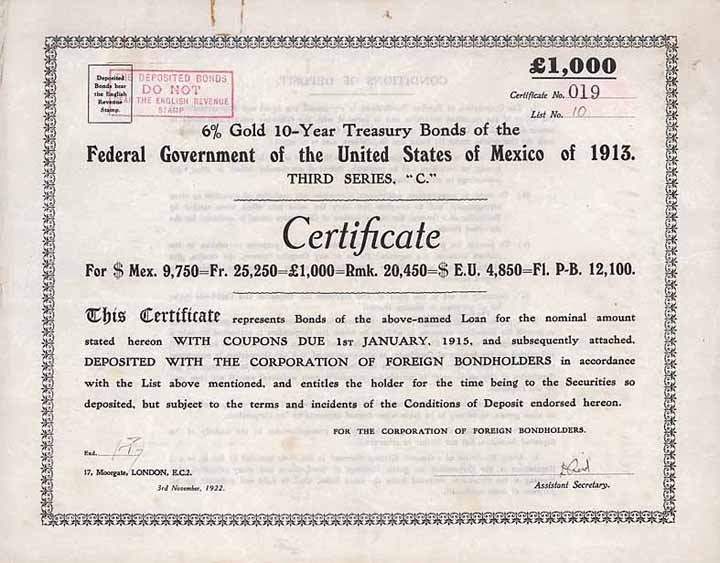 £1,000
Deposited
Bonds bear
the English
Revenue
Stamp.
THE DEPOSITED BONDS
DO NOT
BEAR THE ENGLISH REVENUE
STAMP
Certificate No. 019
List No. 10
6% Gold 10-Year Treasury Bonds of the
Federal Government of the United States of Mexico of 1913.
THIRD SERIES, "C."
Certificate
For $ Mex. 9,750=Fr. 25,250=£1,000=Rmk. 20,450=$ E.U. 4,850=Fl. P-B. 12,100.
This Certificate represents Bonds of the above-named Loan for the nominal amount
stated hereon WITH COUPONS DUE 1ST JANUARY, 1915, and subsequently attached,
DEPOSITED WITH THE CORPORATION OF FOREIGN BONDHOLDERS in accordance
with the List above mentioned, and entitles the holder for the time being to the Securities so
deposited, but subject to the terms and incidents of the Conditions of Deposit endorsed hereon.
FOR THE CORPORATION OF FOREIGN BONDHOLDERS.
End.
17, Moorgate, LONDON, E.C.2.
3rd November, 1922.
Assistant Secretary.
CONDITIONS OF DEPOSIT.